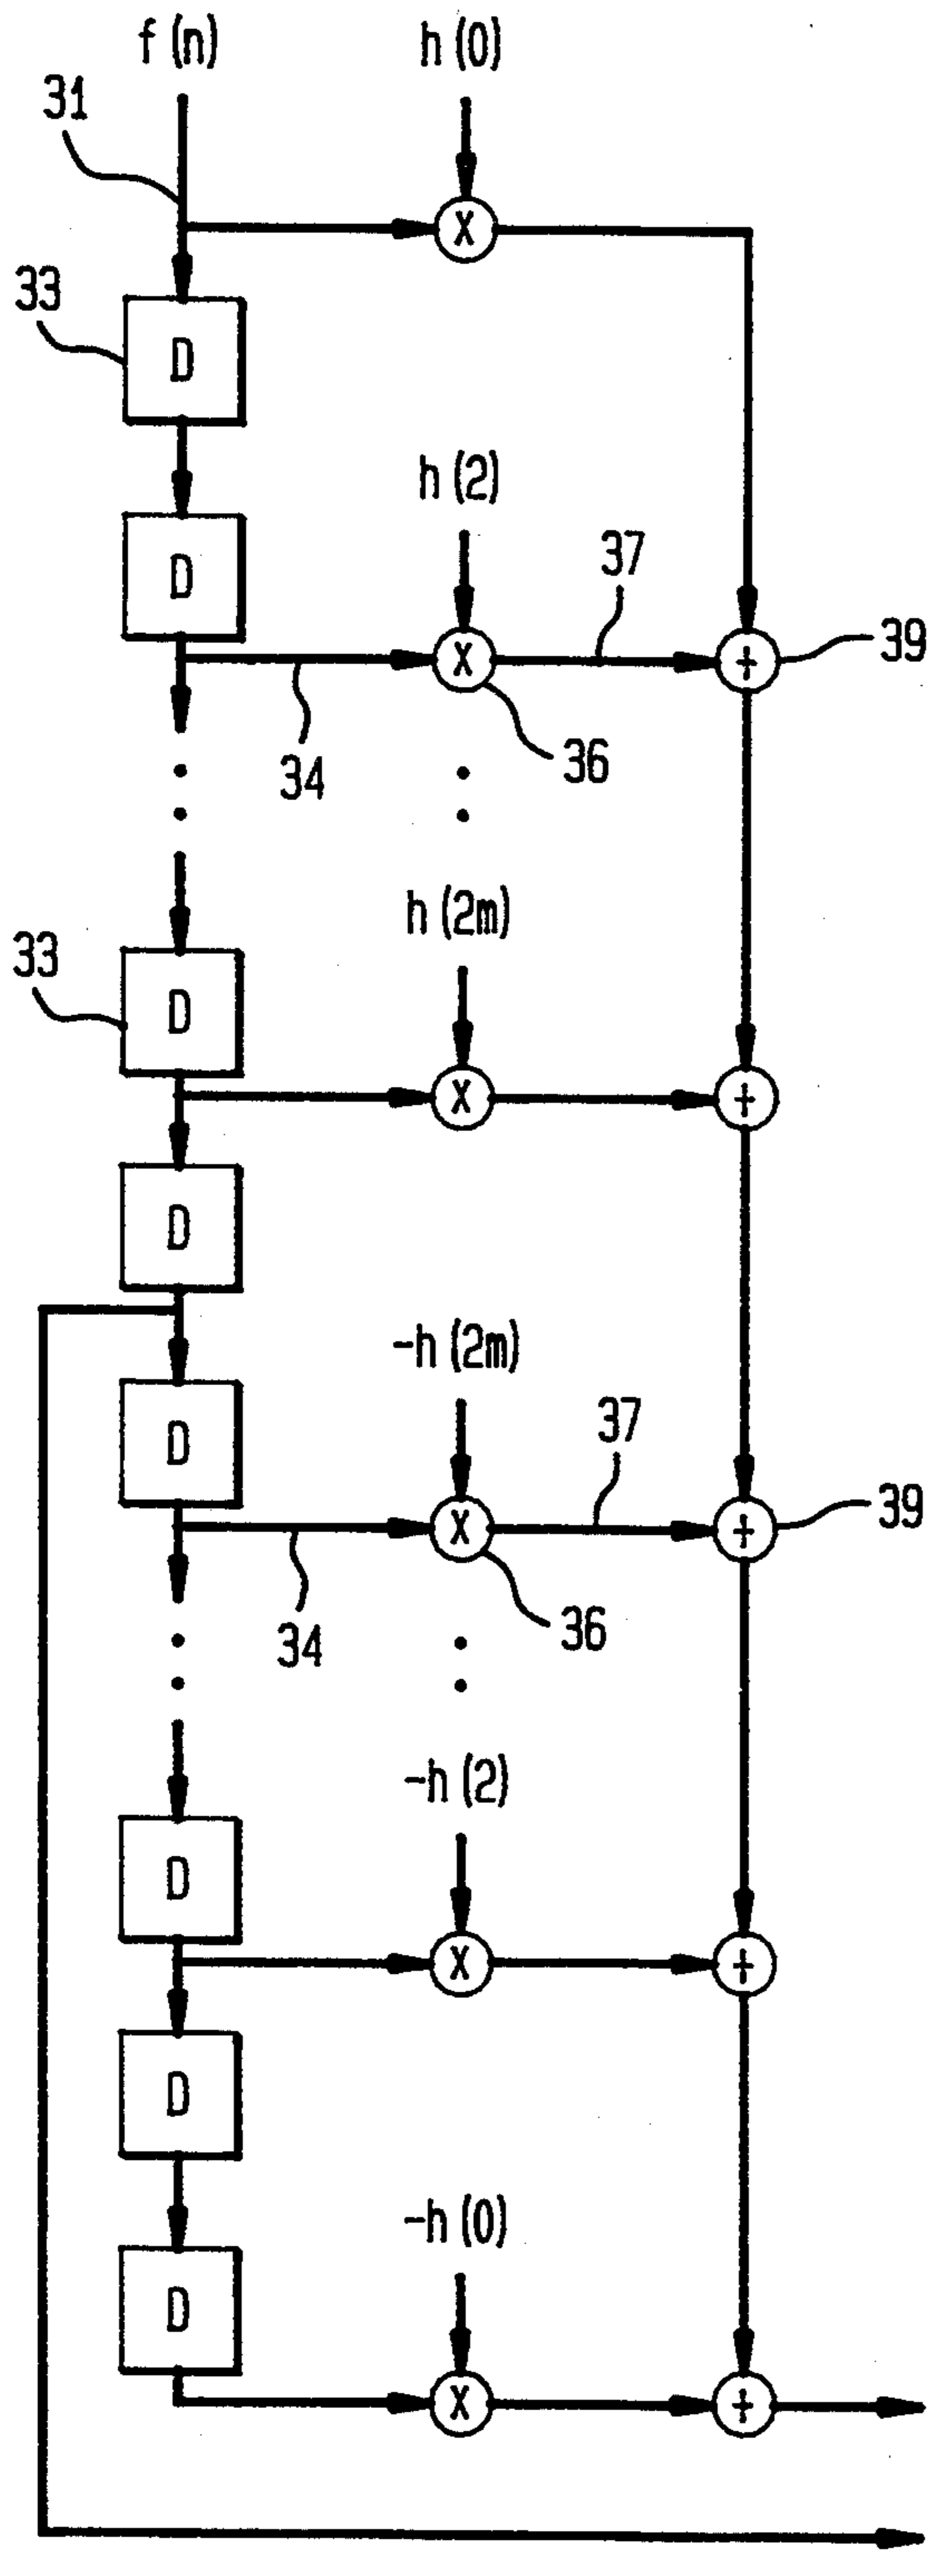 f (n) h (0)
31
X
33
D
h (2)
D
37
X + 39
34 36
h (2m)
33
D
X +
D
-h (2m)
D
37
X + 39
34 36
-h (2)
D
X +
D
-h (0)
D
X +